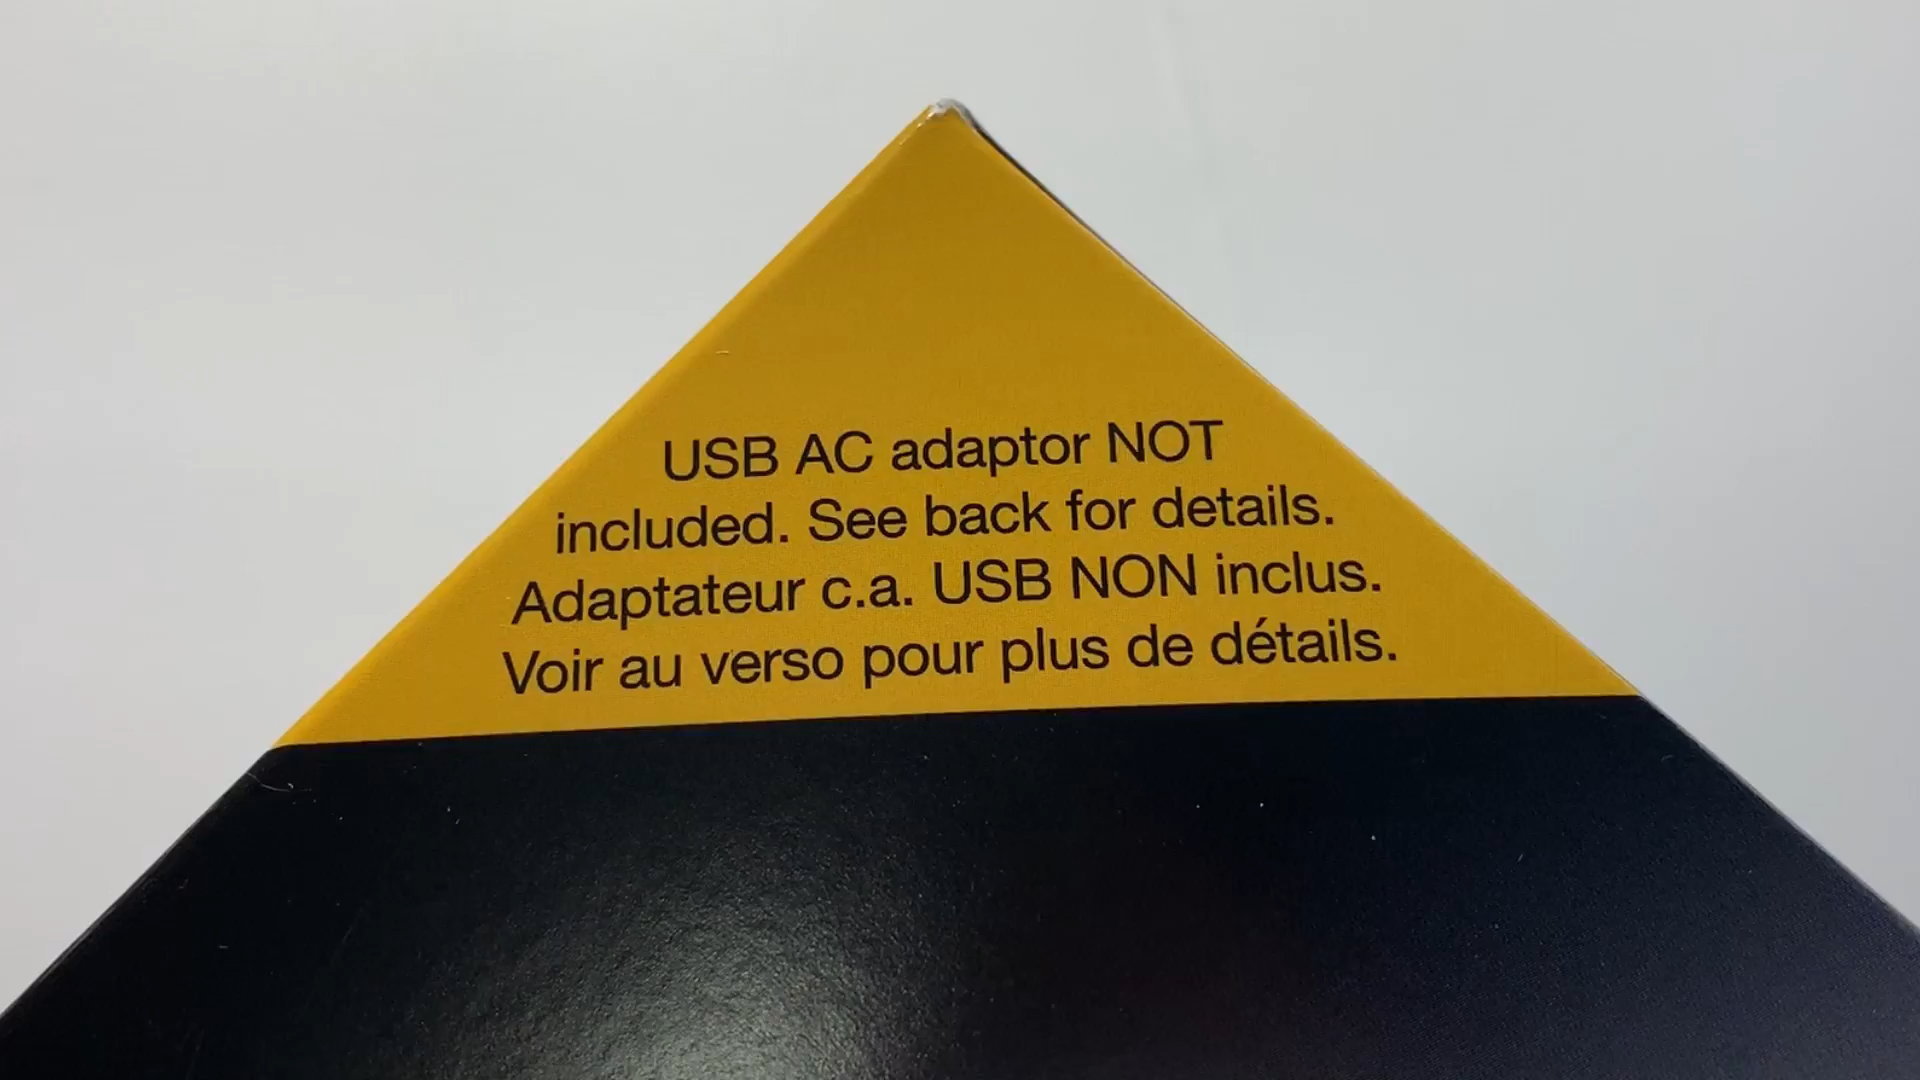 USB AC adaptor NOT
included. See back for details.
Adaptateur c.a. USB NON inclus.
Voir au verso pour plus de détails.